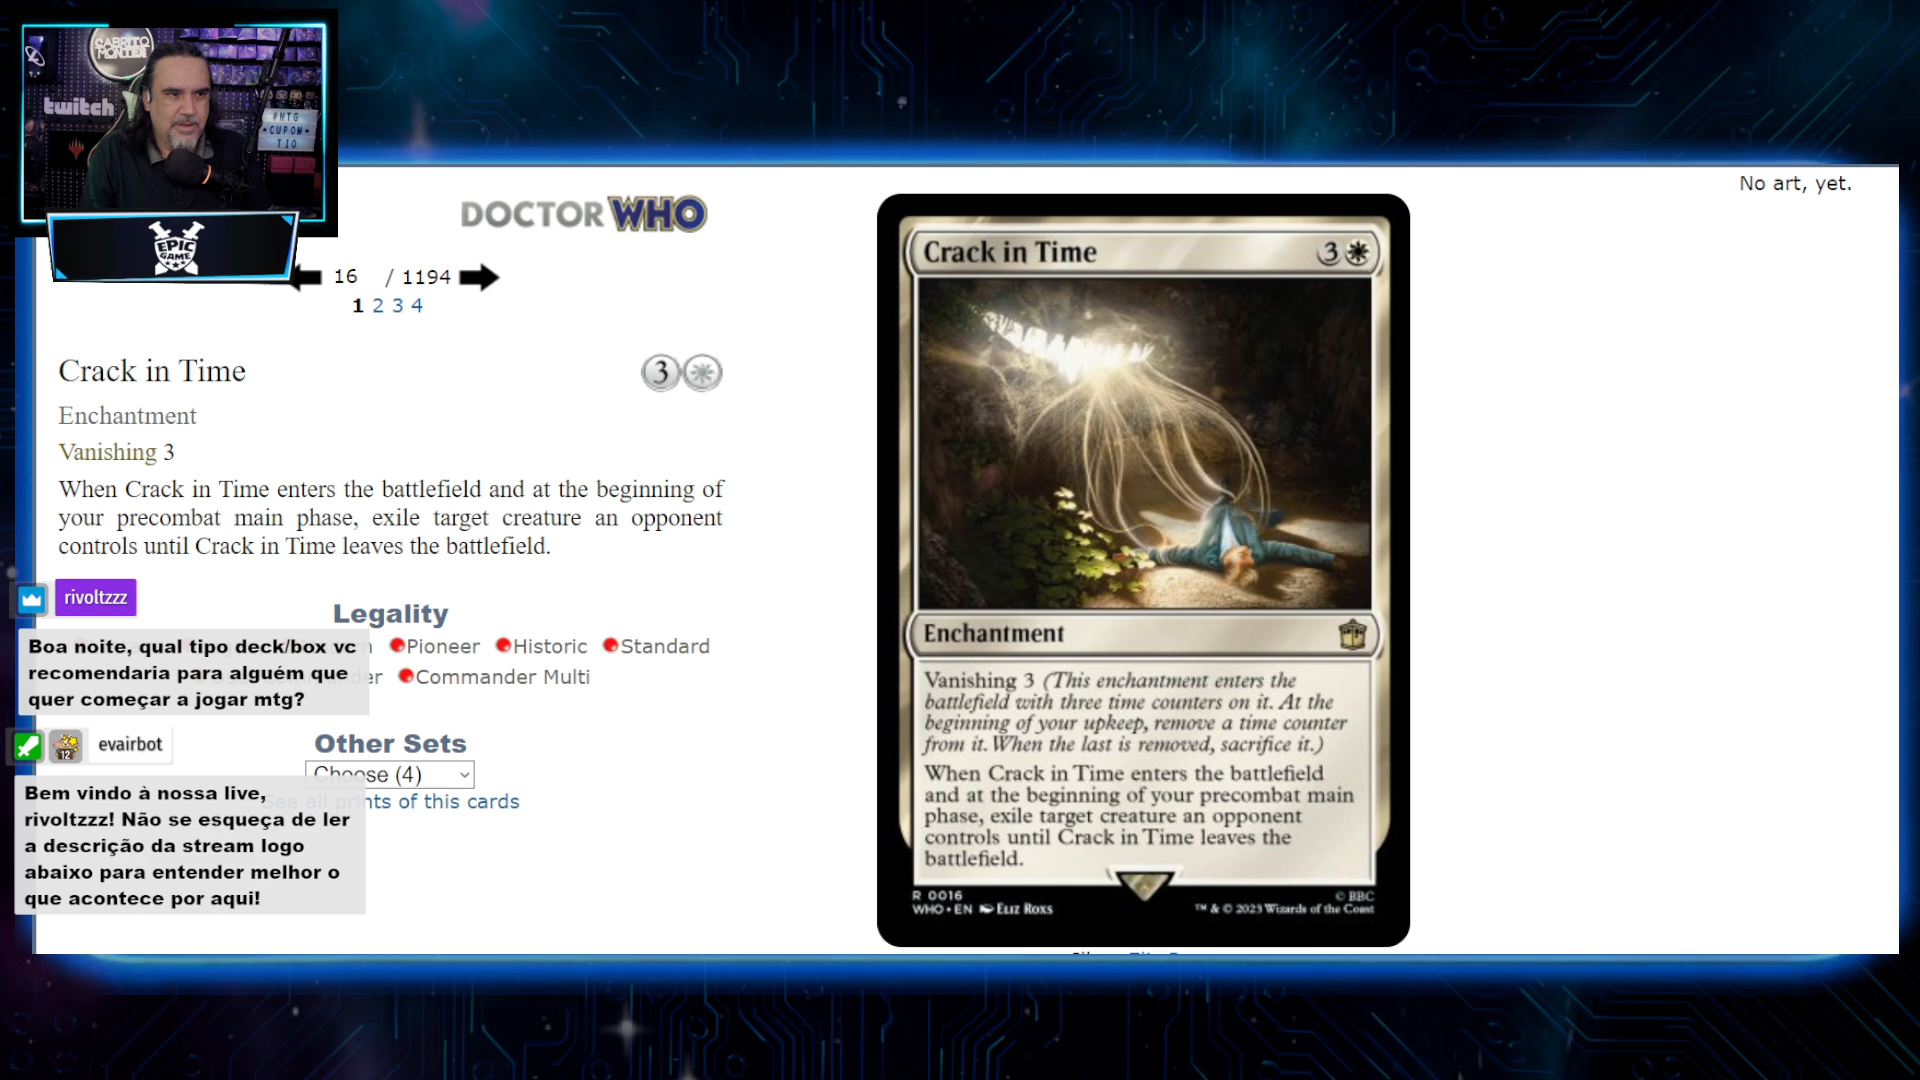 GABRITO
MONTEIR
twitch
#MTG
CUPOM
TIO
EPIC
GAME
No art, yet.
DOCTOR WHO
16 / 1194
1 2 3 4
Crack in Time 3
Enchantment
Vanishing 3
When Crack in Time enters the battlefield and at the beginning of
your precombat main phase, exile target creature an opponent
controls until Crack in Time leaves the battlefield.
rivoltzzz
Boa noite, qual tipo deck/box vc
recomendaria para alguém que
quer começar a jogar mtg?
Legality
Pioneer Historic Standard
Commander Multi
evairbot
12
Bem vindo à nossa live,
rivoltzzz! Não se esqueça de ler
a descrição da stream logo
abaixo para entender melhor o
que acontece por aqui!
Other Sets
Choose (4)
See all prints of this cards
Crack in Time 3
Enchantment
Vanishing 3 (This enchantment enters the
battlefield with three time counters on it. At the
beginning of your upkeep, remove a time counter
from it. When the last is removed, sacrifice it.)
When Crack in Time enters the battlefield
and at the beginning of your precombat main
phase, exile target creature an opponent
controls until Crack in Time leaves the
battlefield.
R 0016
WHO • EN Eliz Roxs
© BBC
™ & © 2023 Wizards of the Coast